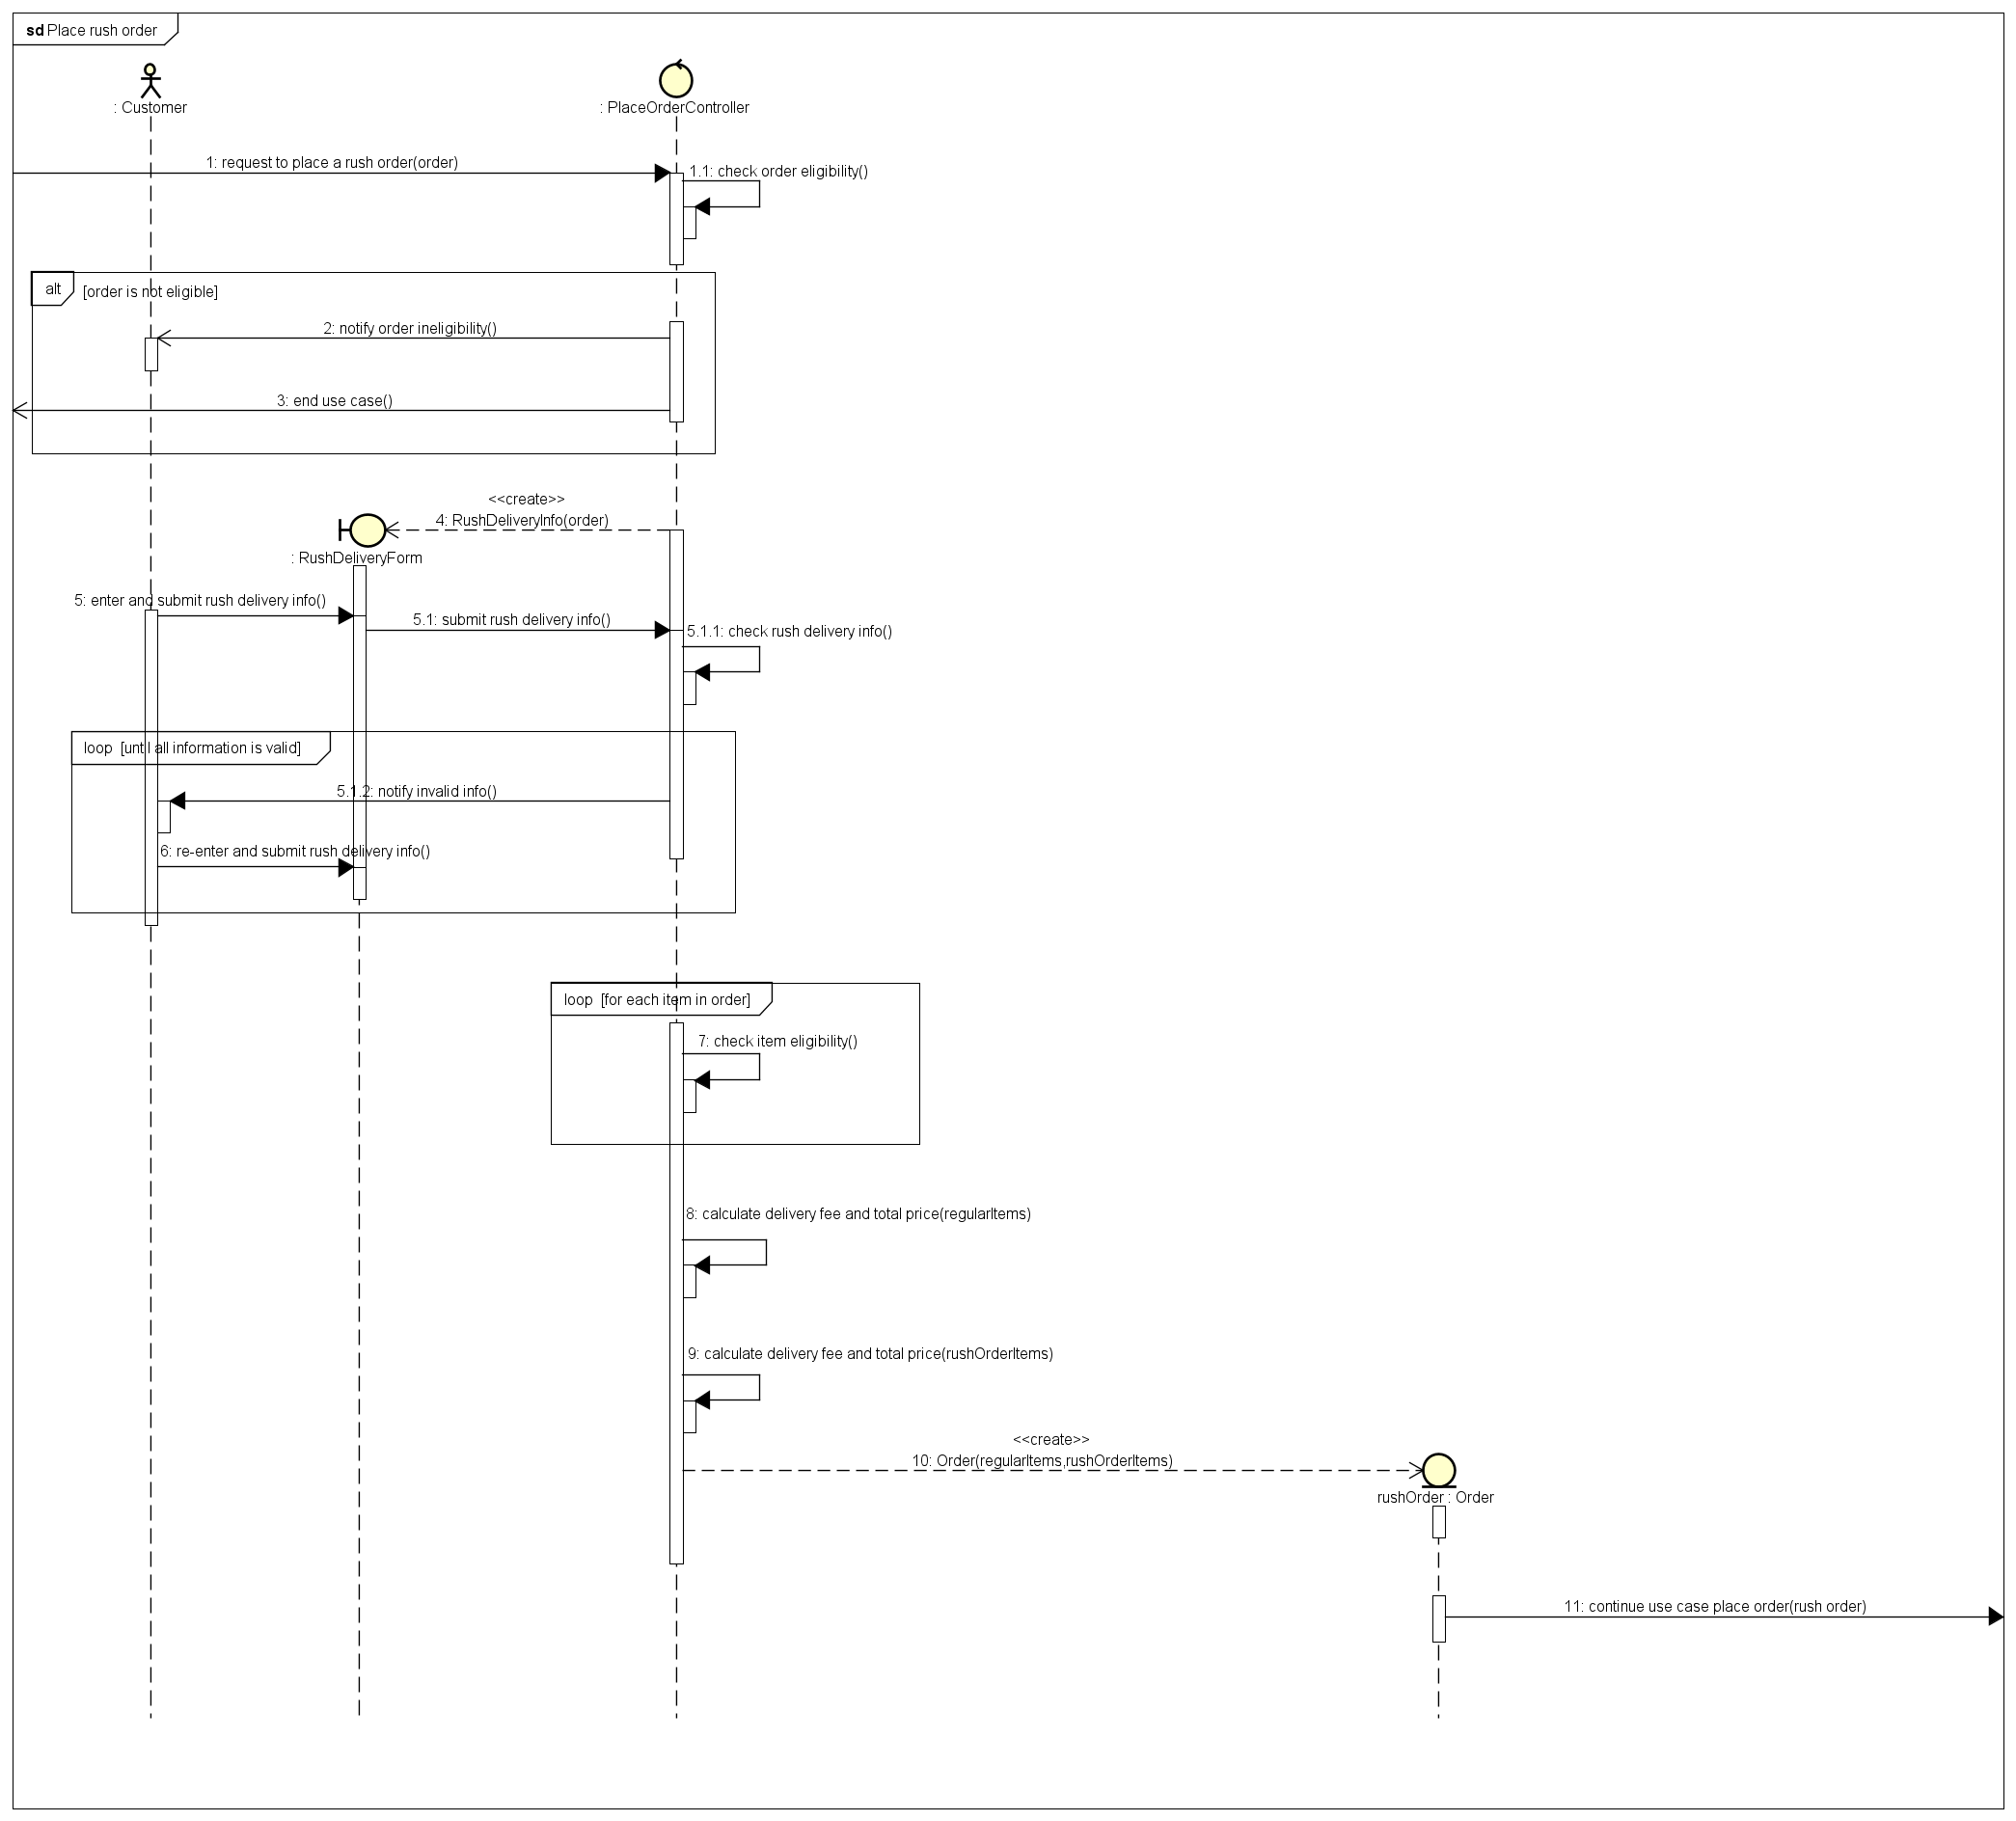 sd Place rush order
: Customer
: PlaceOrderController
1: request to place a rush order(order)
1.1: check order eligibility()
alt
[order is not eligible]
2: notify order ineligibility()
3: end use case()
<<create>>
4: RushDeliveryInfo(order)
: RushDeliveryForm
5: enter and submit rush delivery info()
5.1: submit rush delivery info()
5.1.1: check rush delivery info()
loop [until all information is valid]
5.1.2: notify invalid info()
6: re-enter and submit rush delivery info()
loop [for each item in order]
7: check item eligibility()
8: calculate delivery fee and total price(regularItems)
9: calculate delivery fee and total price(rushOrderItems)
<<create>>
10: Order(regularItems,rushOrderItems)
rushOrder : Order
11: continue use case place order(rush order)